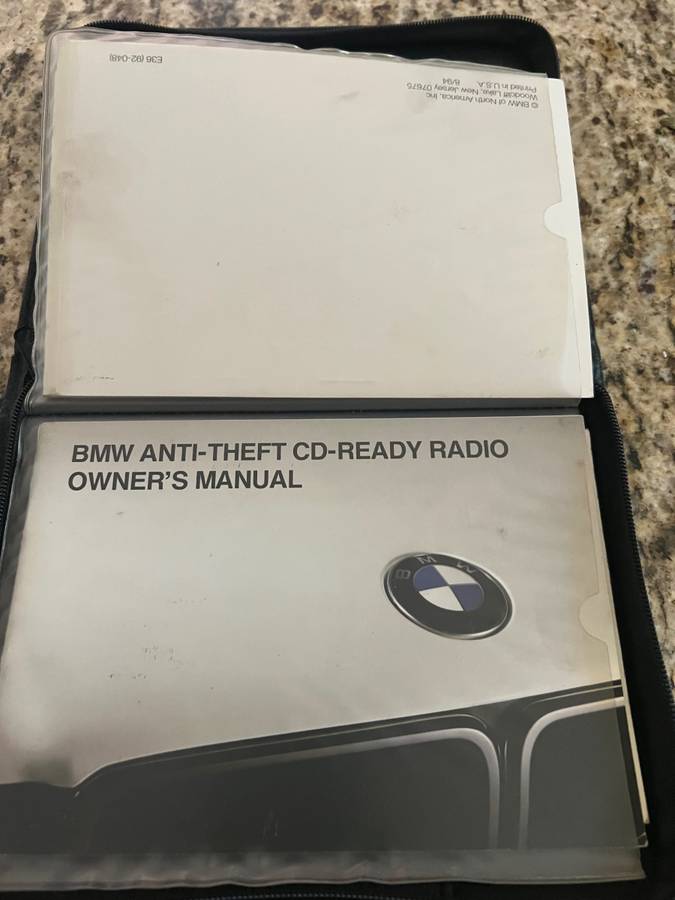 E36 (92-048)
© BMW of North America, Inc
Woodcliff Lake, New Jersey 07675
Printed in U.S.A. 8/94
BMW ANTI-THEFT CD-READY RADIO
OWNER'S MANUAL
BMW